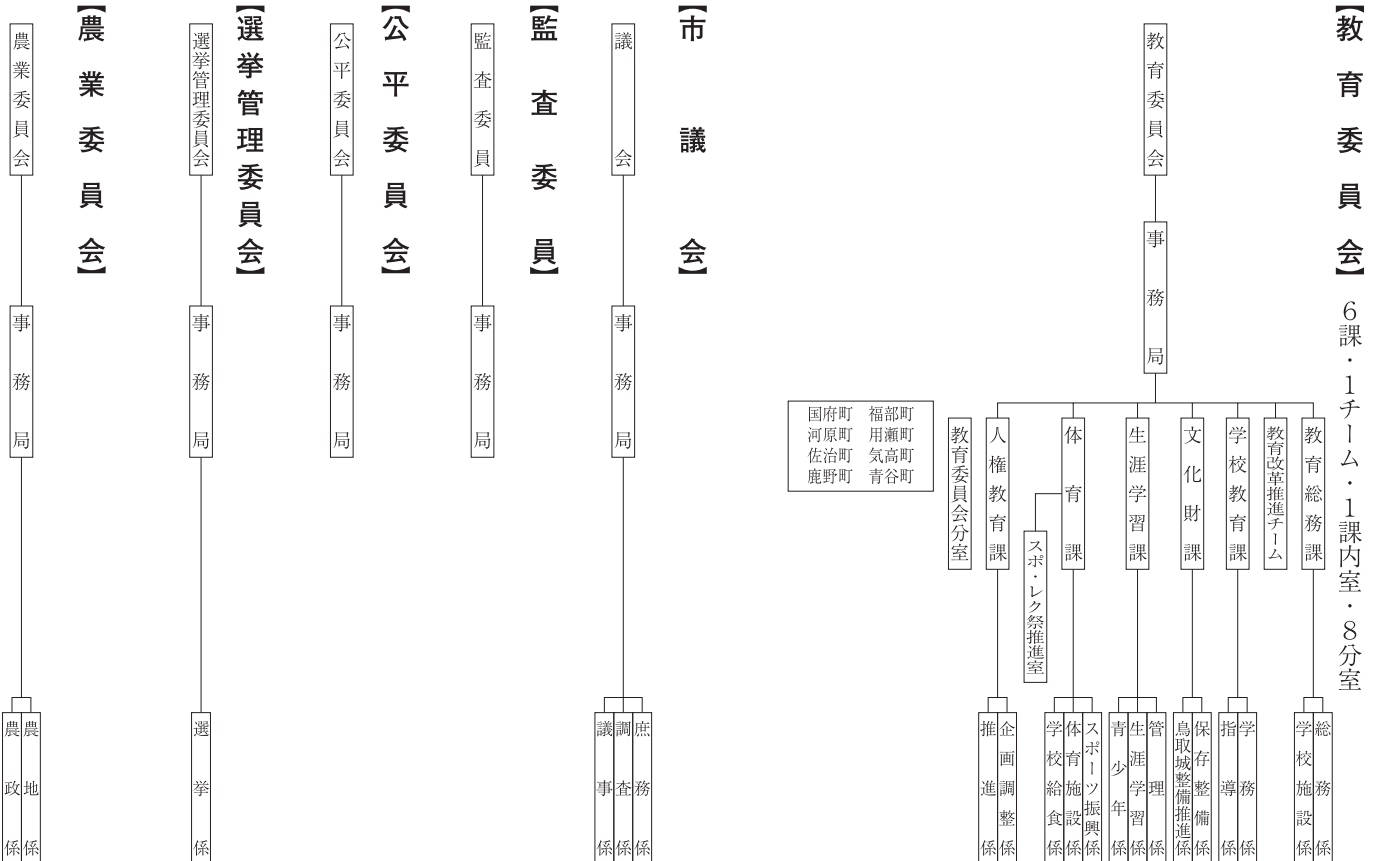 【教育委員会】 6課・1チーム・1課内室・8分室
教育委員会
事務局
教育総務課
総務係
学校施設係
教育改革推進チーム
学校教育課
学務係
指導係
文化財課
保存整備係
鳥取城整備推進係
生涯学習課
管理係
生涯学習係
青少年係
体育課
スポーツ振興係
体育施設係
学校給食係
スポ・レク祭推進室
人権教育課
企画調整係
推進係
教育委員会分室
国府町 福部町
河原町 用瀬町
佐治町 気高町
鹿野町 青谷町
【市議会】
議会
事務局
庶務係
調査係
議事係
【監査委員】
監査委員
事務局
【公平委員会】
公平委員会
事務局
【選挙管理委員会】
選挙管理委員会
事務局
選挙係
【農業委員会】
農業委員会
事務局
農地係
農政係